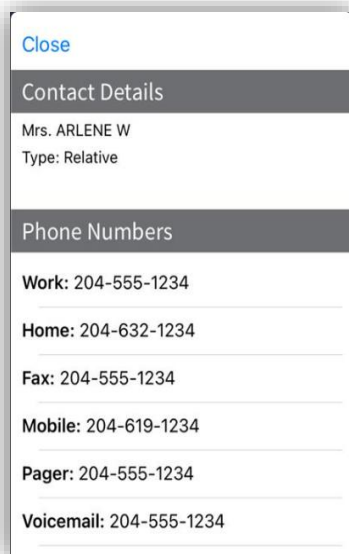 Close
Contact Details
Mrs. ARLENE W
Type: Relative
Phone Numbers
Work: 204-555-1234
Home: 204-632-1234
Fax: 204-555-1234
Mobile: 204-619-1234
Pager: 204-555-1234
Voicemail: 204-555-1234